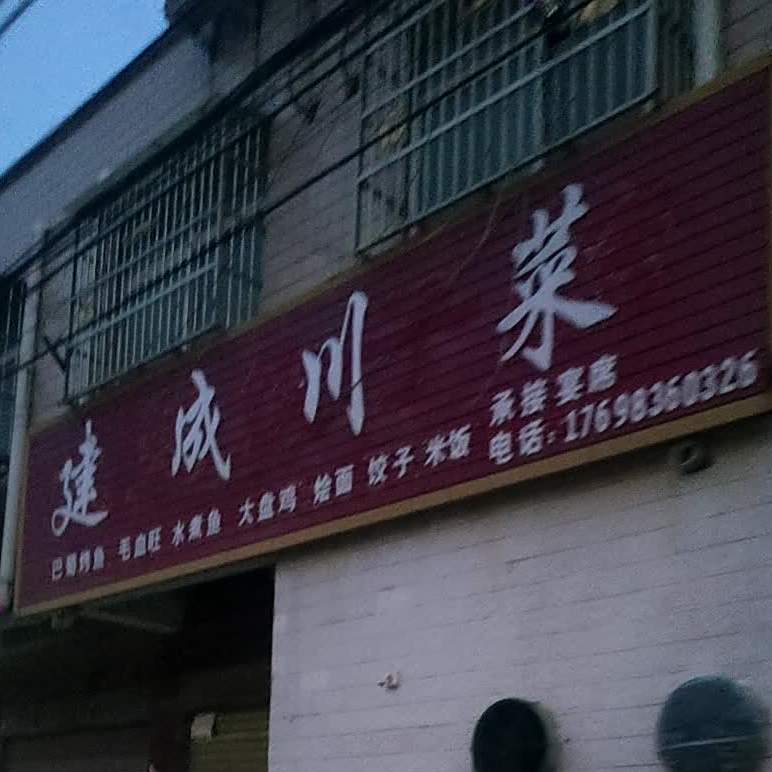 建成川菜
承接宴席
巴蜀烤鱼 毛血旺 水煮鱼 大盘鸡 烩面 饺子 米饭
电话:17698360326